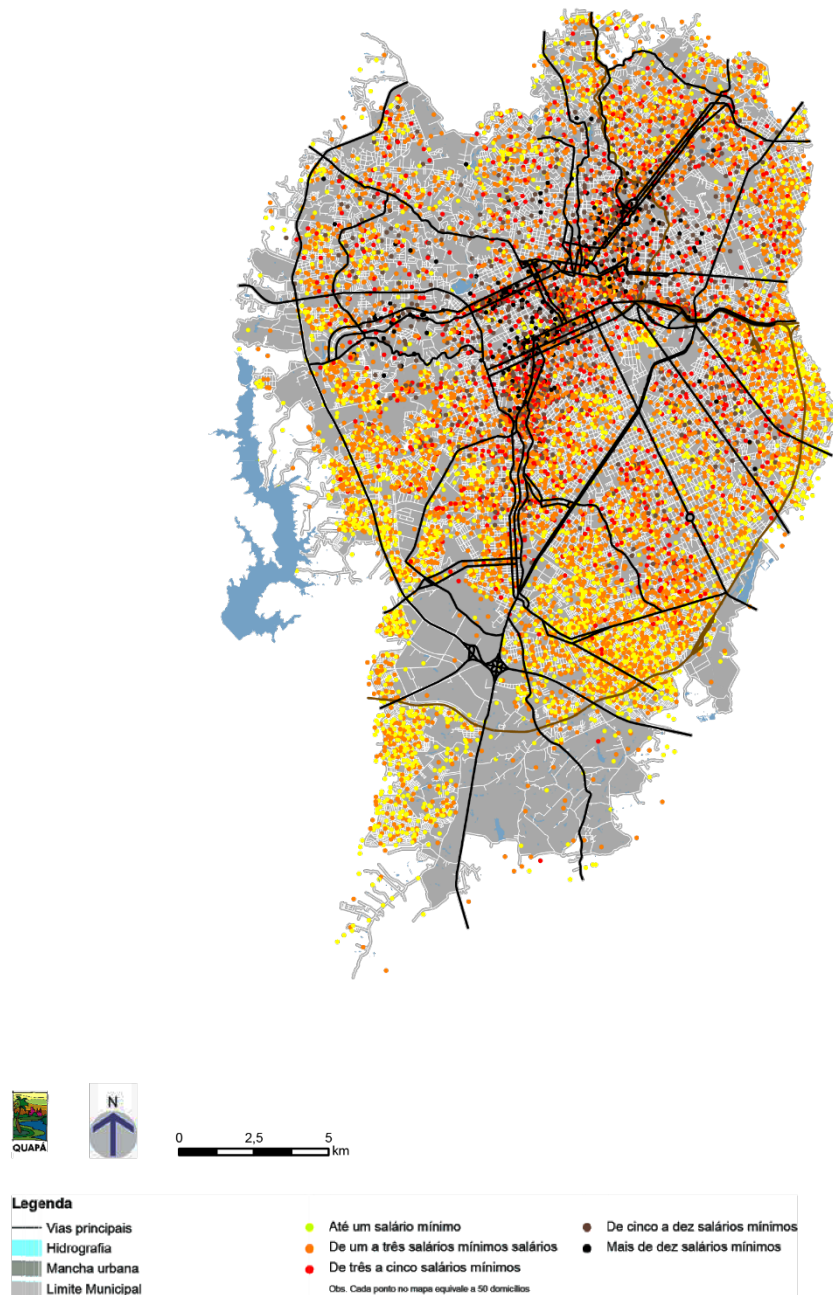 QUAPÁ
N
0 2,5 5
km
Legenda
Vias principais
Hidrografia
Mancha urbana
Limite Municipal
Até um salário mínimo
De um a três salários mínimos salários
De três a cinco salários mínimos
Obs. Cada ponto no mapa equivale a 50 domicílios
De cinco a dez salários mínimos
Mais de dez salários mínimos